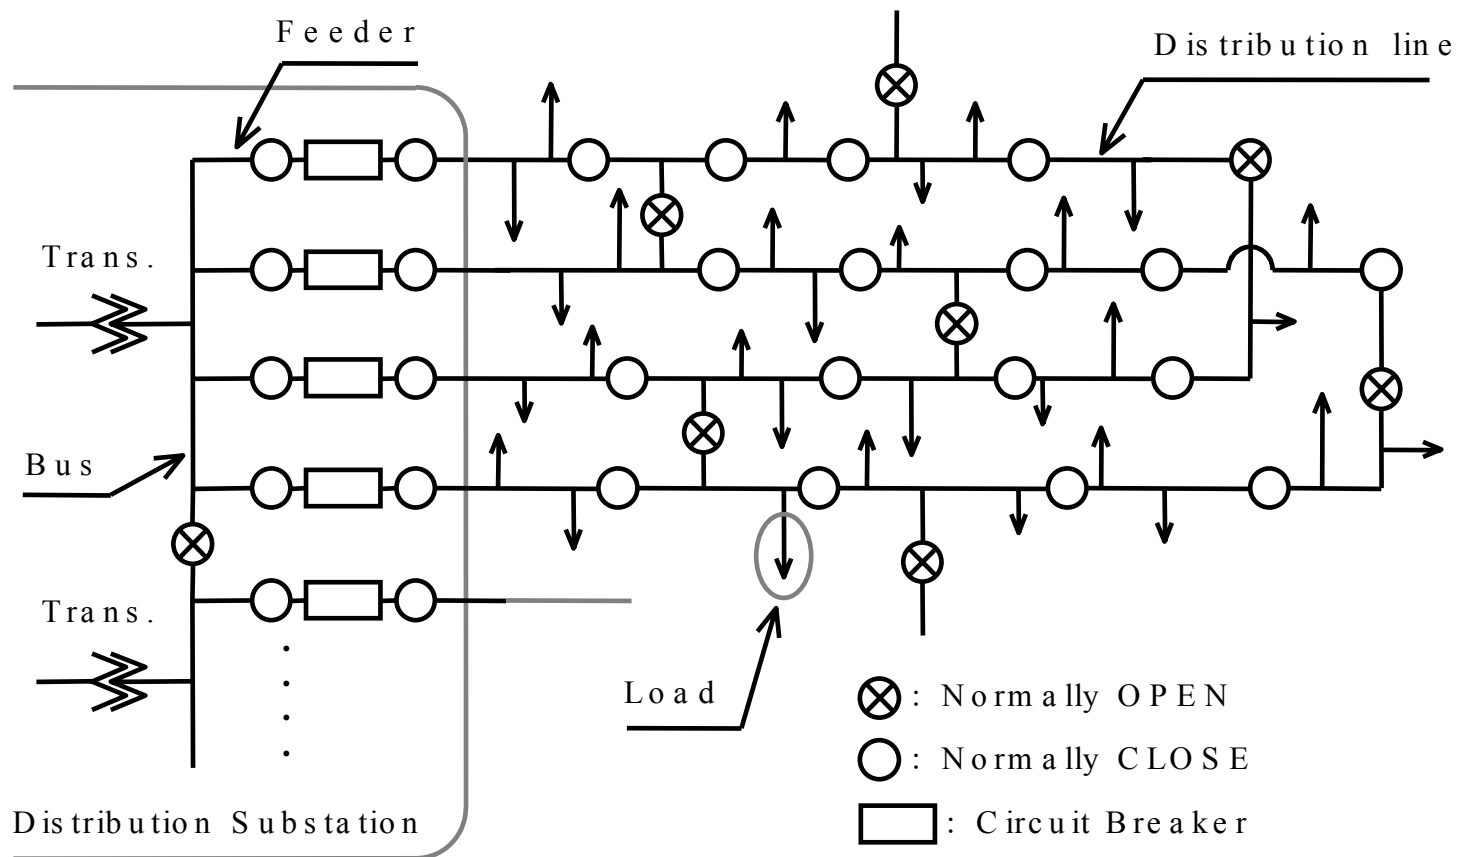 Feeder
Distribution line
Trans.
Bus
Trans.
Load
: Normally OPEN
: Normally CLOSE
: Circuit Breaker
Distribution Substation